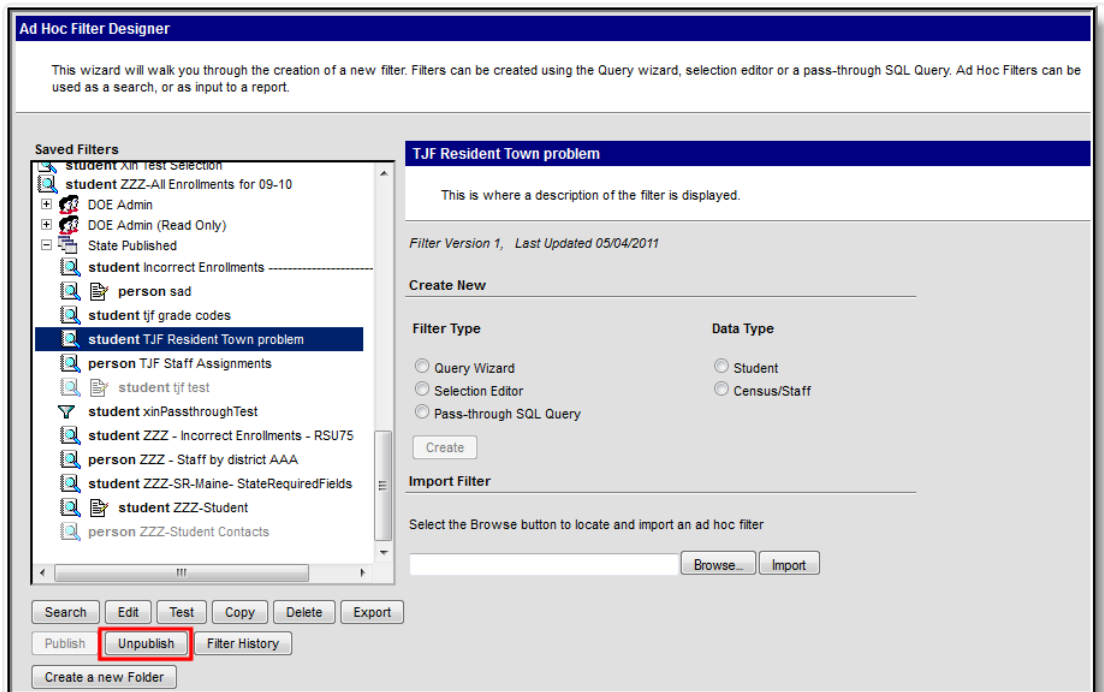 Ad Hoc Filter Designer
This wizard will walk you through the creation of a new filter. Filters can be created using the Query wizard, selection editor or a pass-through SQL Query. Ad Hoc Filters can be
used as a search, or as input to a report.
Saved Filters
student Xin Test Selection
student ZZZ-All Enrollments for 09-10
DOE Admin
DOE Admin (Read Only)
State Published
student Incorrect Enrollments -----------------------
person sad
student tjf grade codes
student TJF Resident Town problem
person TJF Staff Assignments
student tjf test
student xinPassthroughTest
student ZZZ - Incorrect Enrollments - RSU75
person ZZZ - Staff by district AAA
student ZZZ-SR-Maine- StateRequiredFields
student ZZZ-Student
person ZZZ-Student Contacts
Search Edit Test Copy Delete Export
Publish Unpublish Filter History
Create a new Folder
TJF Resident Town problem
This is where a description of the filter is displayed.
Filter Version 1, Last Updated 05/04/2011
Create New
Filter Type Data Type
Query Wizard Student
Selection Editor Census/Staff
Pass-through SQL Query
Create
Import Filter
Select the Browse button to locate and import an ad hoc filter
Browse... Import